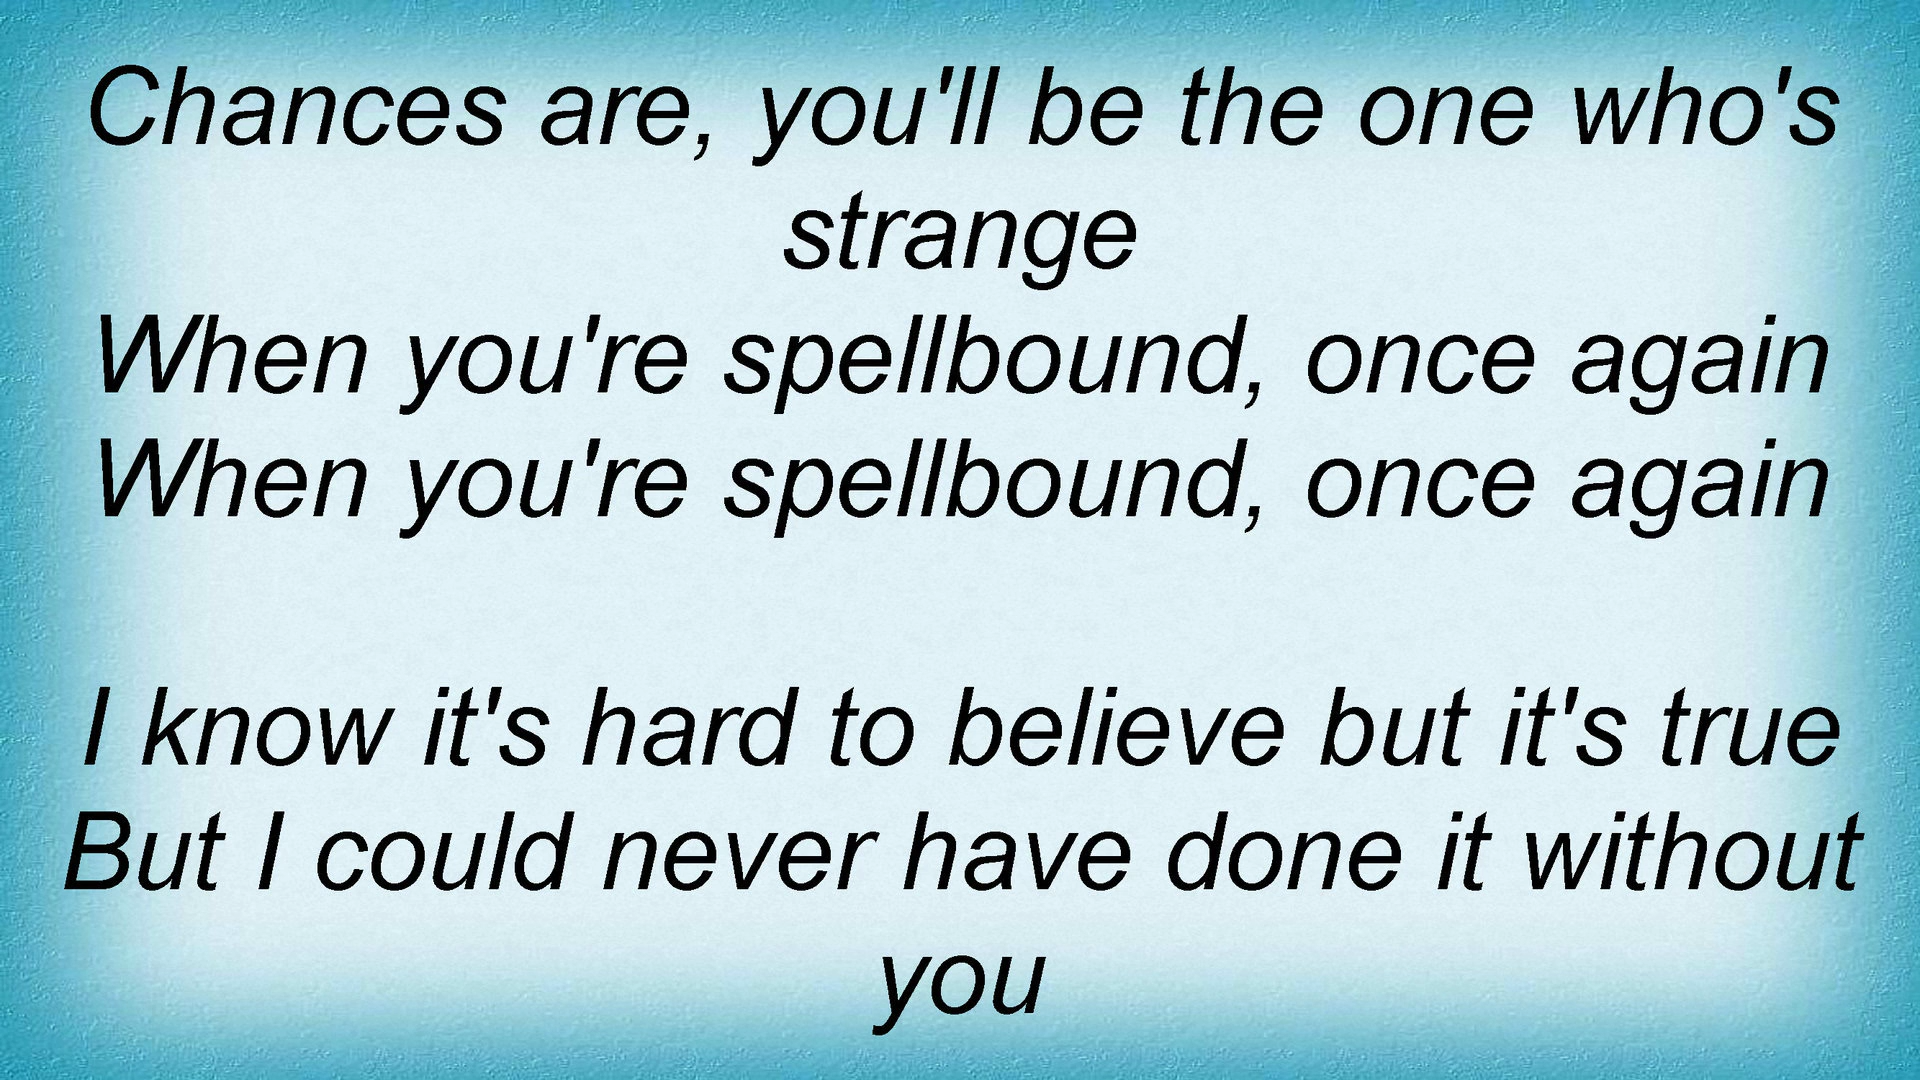 Chances are, you'll be the one who's
strange
When you're spellbound, once again
When you're spellbound, once again
I know it's hard to believe but it's true
But I could never have done it without
you